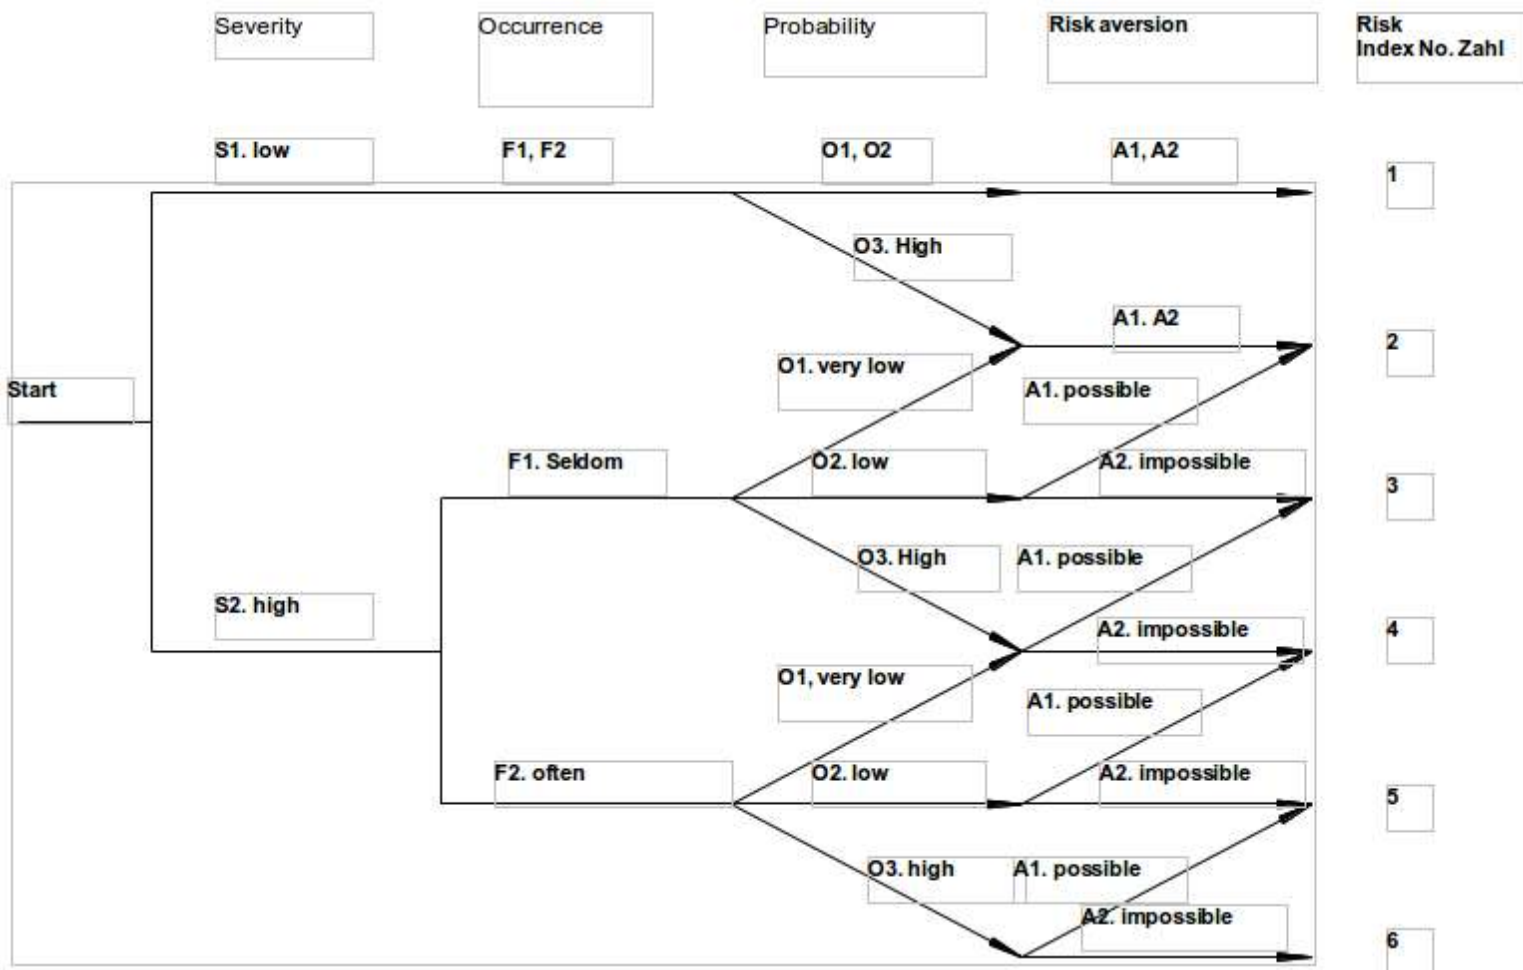 Severity
Occurrence
Probability
Risk aversion
Risk
Index No. Zahl
S1. low
F1, F2
O1, O2
A1, A2
1
O3. High
A1. A2
2
O1. very low
Start
A1. possible
F1. Seldom
O2. low
A2. impossible
3
O3. High
A1. possible
S2. high
A2. impossible
4
O1, very low
A1. possible
F2. often
O2. low
A2. impossible
5
O3. high
A1. possible
A2. impossible
6